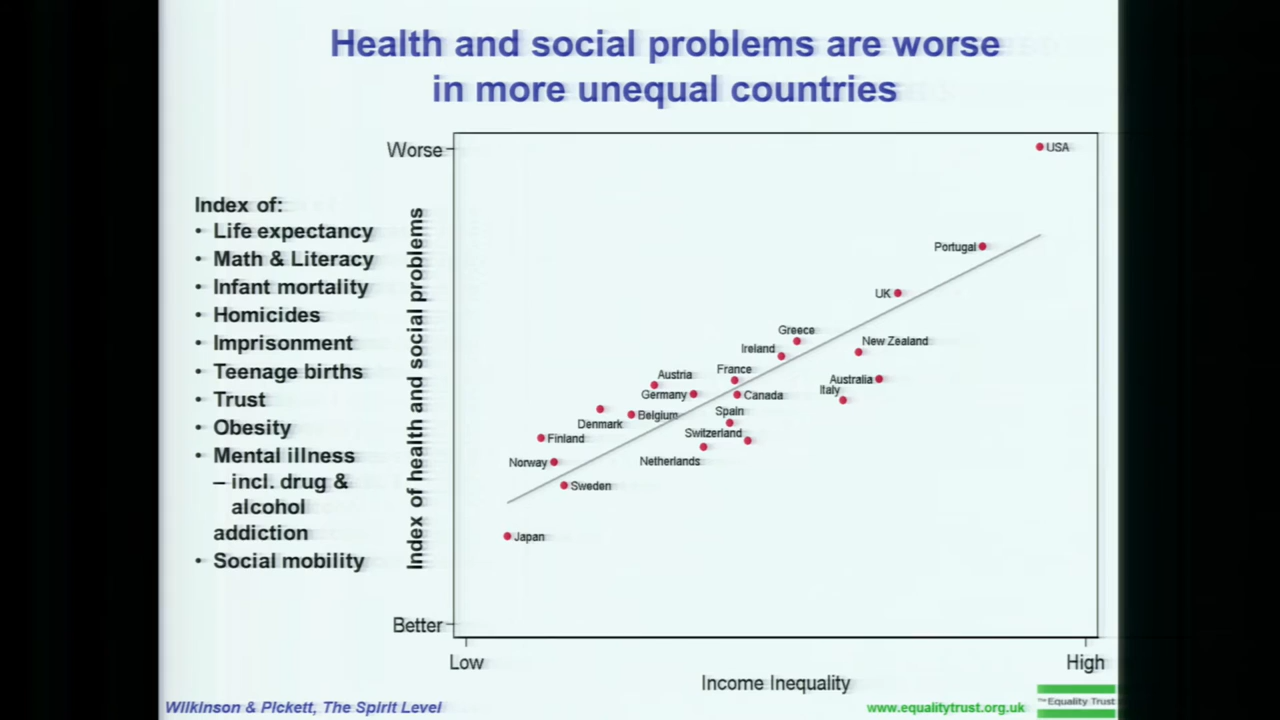 Health and social problems are worse
in more unequal countries
Index of:
• Life expectancy
• Math & Literacy
• Infant mortality
• Homicides
• Imprisonment
• Teenage births
• Trust
• Obesity
• Mental illness
– incl. drug &
alcohol
addiction
• Social mobility
Index of health and social problems
Worse
Better
USA
Portugal
UK
Greece
New Zealand
Ireland
France
Austria
Australia
Italy
Germany
Canada
Belgium
Spain
Denmark
Switzerland
Finland
Netherlands
Norway
Sweden
Japan
Low
High
Income Inequality
Wilkinson & Pickett, The Spirit Level
www.equalitytrust.org.uk
The Equality Trust